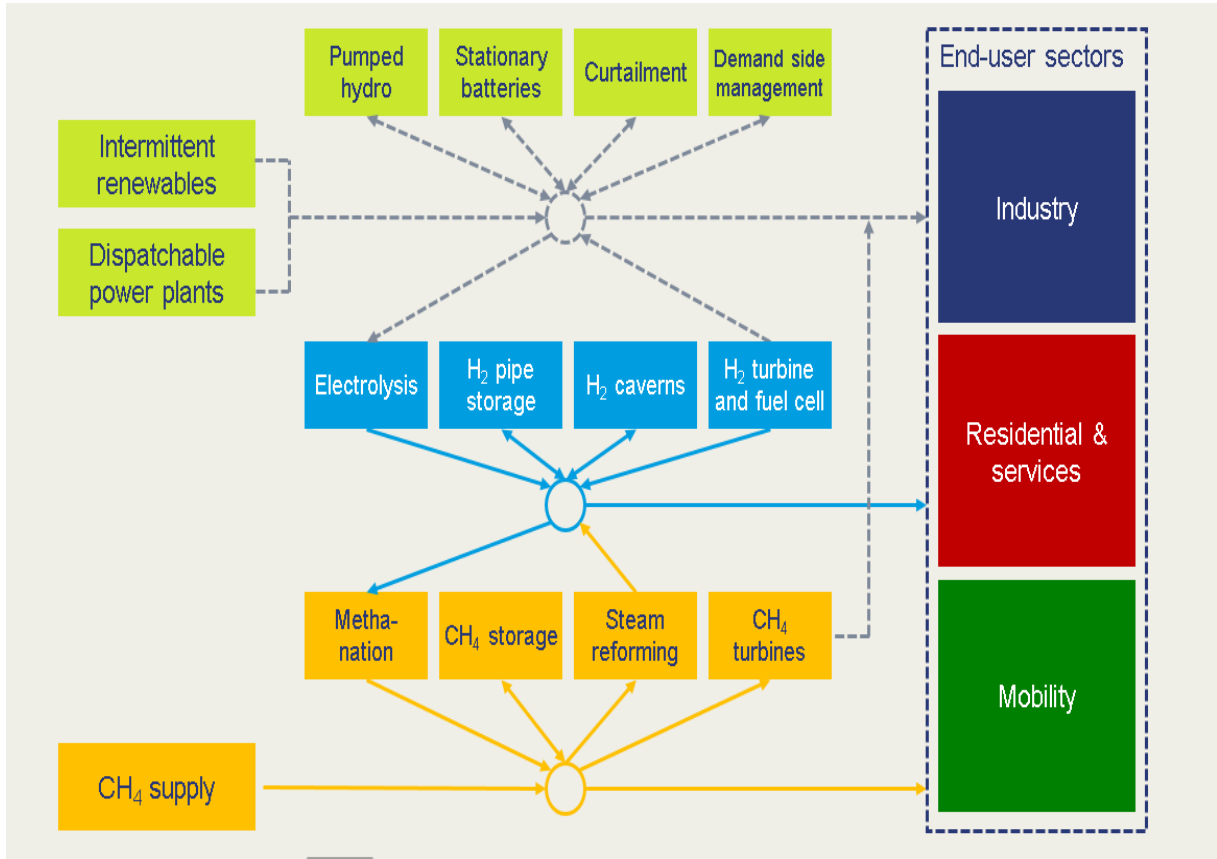 Pumped
hydro
Stationary
batteries
Curtailment
Demand side
management
End-user sectors
Intermittent
renewables
Dispatchable
power plants
Industry
Electrolysis
H₂ pipe
storage
H₂ caverns
H₂ turbine
and fuel cell
Residential &
services
Metha-
nation
CH₄ storage
Steam
reforming
CH₄
turbines
Mobility
CH₄ supply